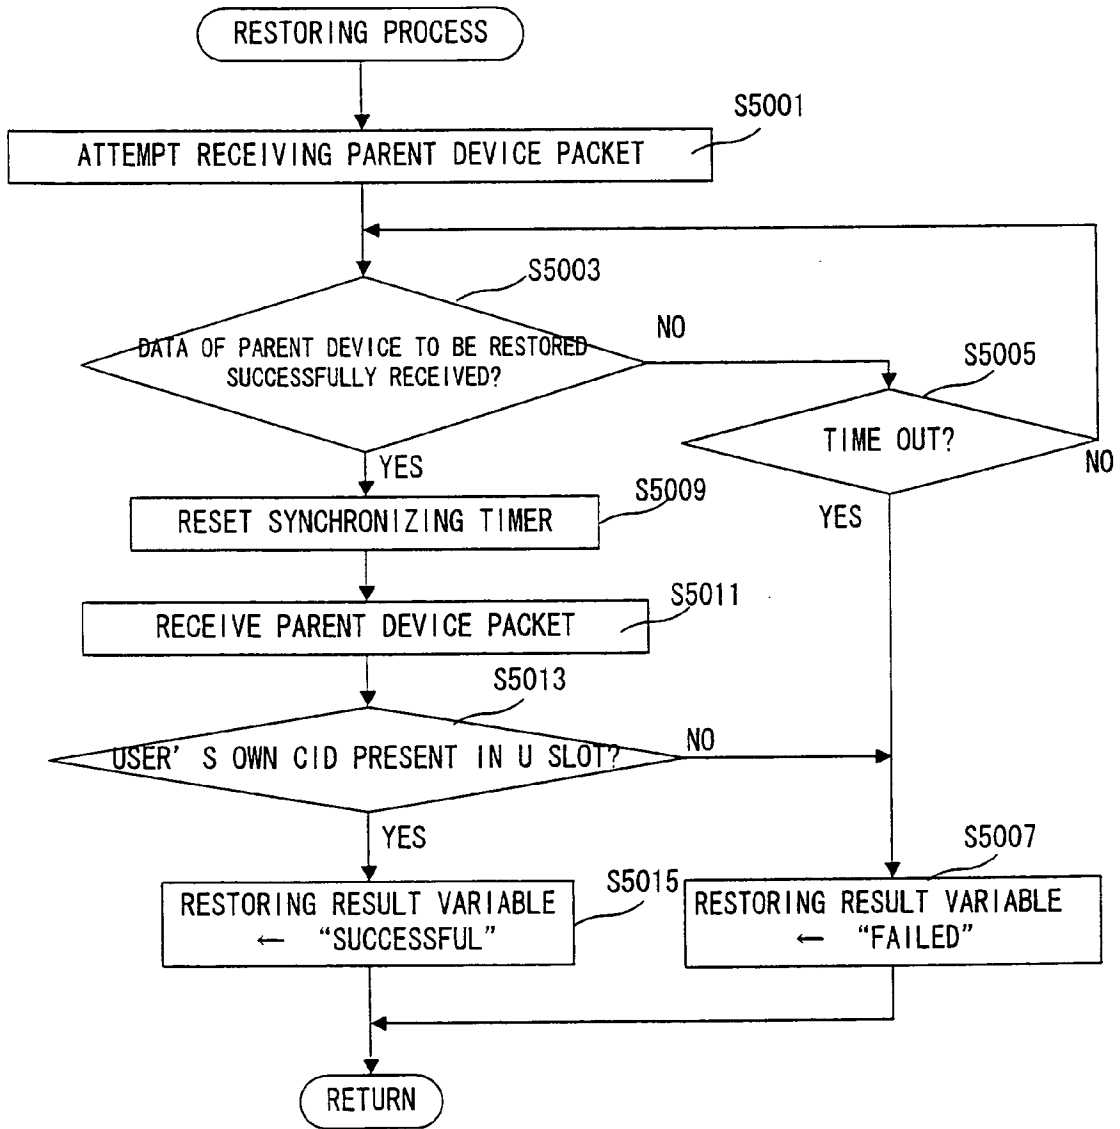 RESTORING PROCESS
S5001
ATTEMPT RECEIVING PARENT DEVICE PACKET
S5003
DATA OF PARENT DEVICE TO BE RESTORED
SUCCESSFULLY RECEIVED?
NO
S5005
TIME OUT?
NO
YES
YES
S5009
RESET SYNCHRONIZING TIMER
S5011
RECEIVE PARENT DEVICE PACKET
S5013
USER'S OWN CID PRESENT IN U SLOT?
NO
YES
S5015
RESTORING RESULT VARIABLE
← “SUCCESSFUL”
S5007
RESTORING RESULT VARIABLE
← “FAILED”
RETURN